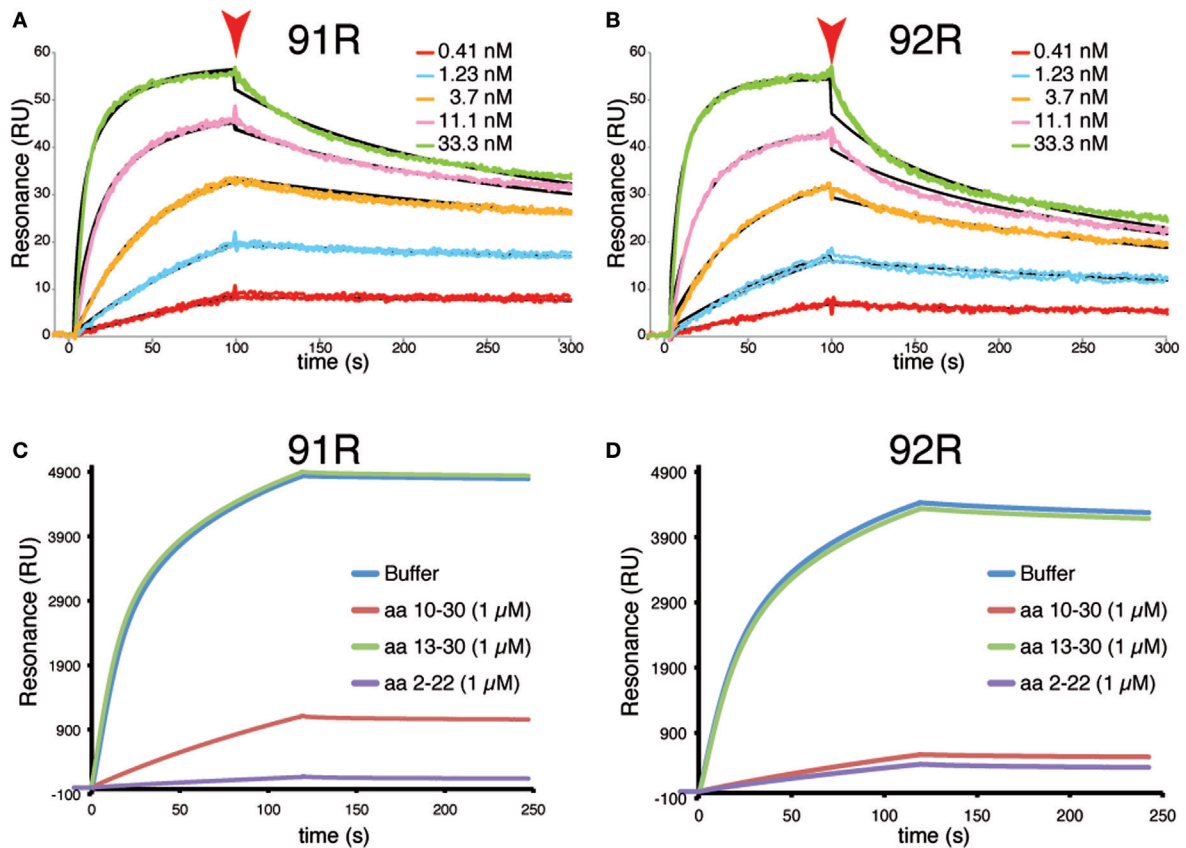 A
91R
0.41 nM
1.23 nM
3.7 nM
11.1 nM
33.3 nM
Resonance (RU)
60
50
40
30
20
10
0
0 50 100 150 200 250 300
time (s)
B
92R
0.41 nM
1.23 nM
3.7 nM
11.1 nM
33.3 nM
Resonance (RU)
60
50
40
30
20
10
0
0 50 100 150 200 250 300
time (s)
C
91R
Resonance (RU)
4900
3900
2900
1900
900
-100
Buffer
aa 10-30 (1 µM)
aa 13-30 (1 µM)
aa 2-22 (1 µM)
0 50 100 150 200 250
time (s)
D
92R
Resonance (RU)
4900
3900
2900
1900
900
-100
Buffer
aa 10-30 (1 µM)
aa 13-30 (1 µM)
aa 2-22 (1 µM)
0 50 100 150 200 250
time (s)